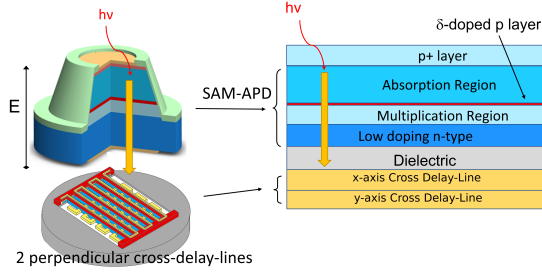 hν
E
SAM-APD
2 perpendicular cross-delay-lines
hν
δ-doped p layer
p+ layer
Absorption Region
Multiplication Region
Low doping n-type
Dielectric
x-axis Cross Delay-Line
y-axis Cross Delay-Line